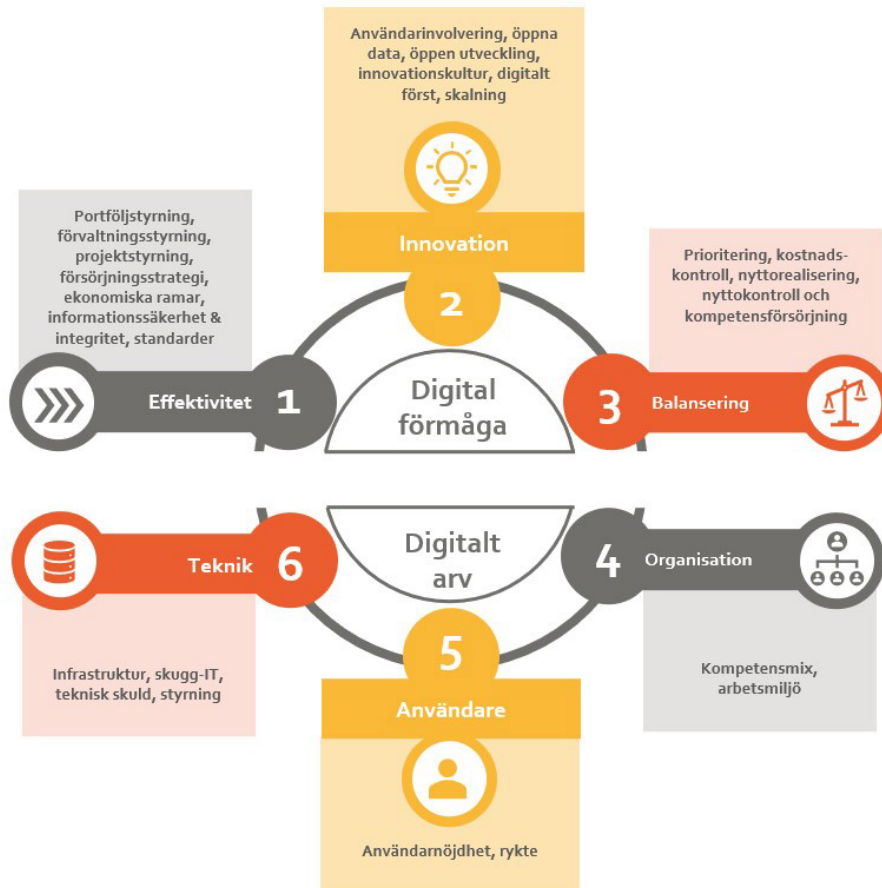 Användarinvolvering, öppna
data, öppen utveckling,
innovationskultur, digitalt
först, skalning
Innovation
2
Portföljstyrning,
förvaltningsstyrning,
projektstyrning,
försörjningsstrategi,
ekonomiska ramar,
informationssäkerhet &
integritet, standarder
Effektivitet
1
Prioritering, kostnads-
kontroll, nyttorealisering,
nyttokontroll och
kompetensförsörjning
3
Balansering
Digital
förmåga
Digitalt
arv
4
Organisation
Kompetensmix,
arbetsmiljö
5
Användare
Användarnöjdhet, rykte
Teknik
6
Infrastruktur, skugg-IT,
teknisk skuld, styrning